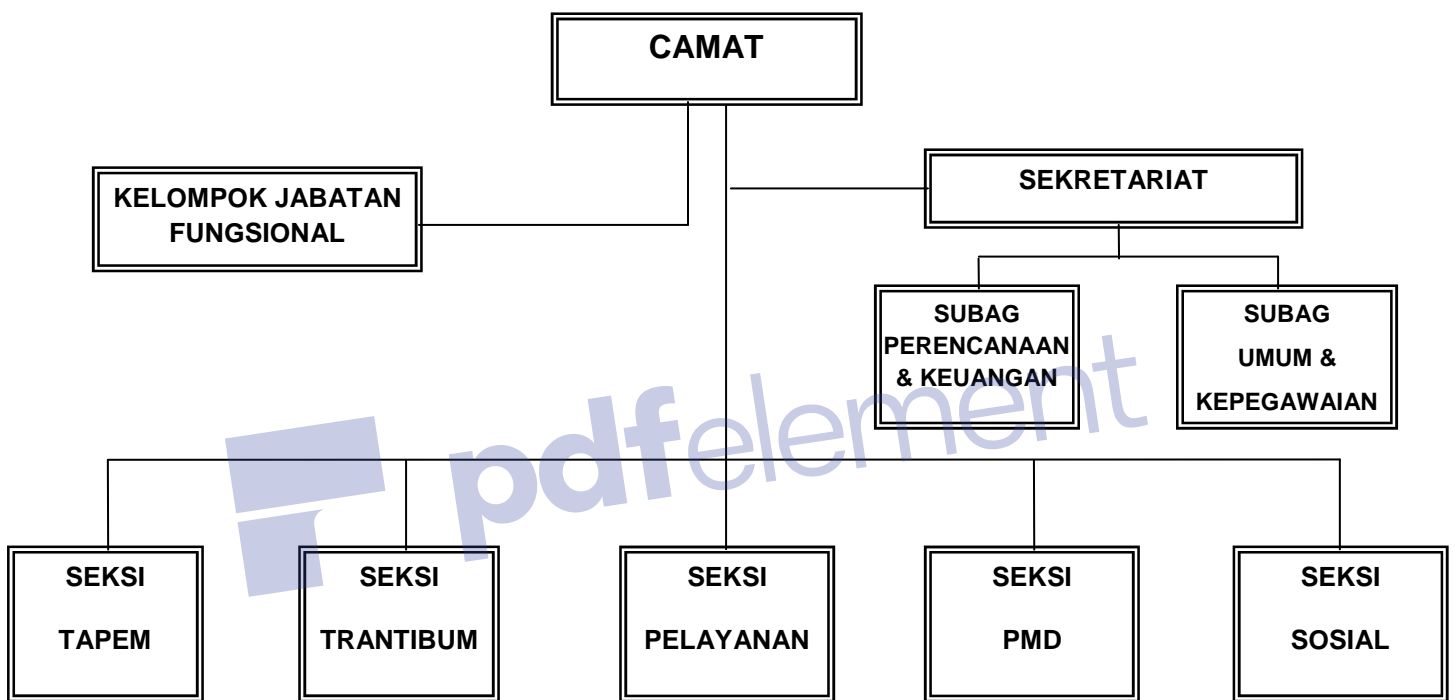 CAMAT
KELOMPOK JABATAN
FUNGSIONAL
SEKRETARIAT
SUBAG
PERENCANAAN
& KEUANGAN
SUBAG
UMUM &
KEPEGAWAIAN
pdfelement
SEKSI
TAPEM
SEKSI
TRANTIBUM
SEKSI
PELAYANAN
SEKSI
PMD
SEKSI
SOSIAL